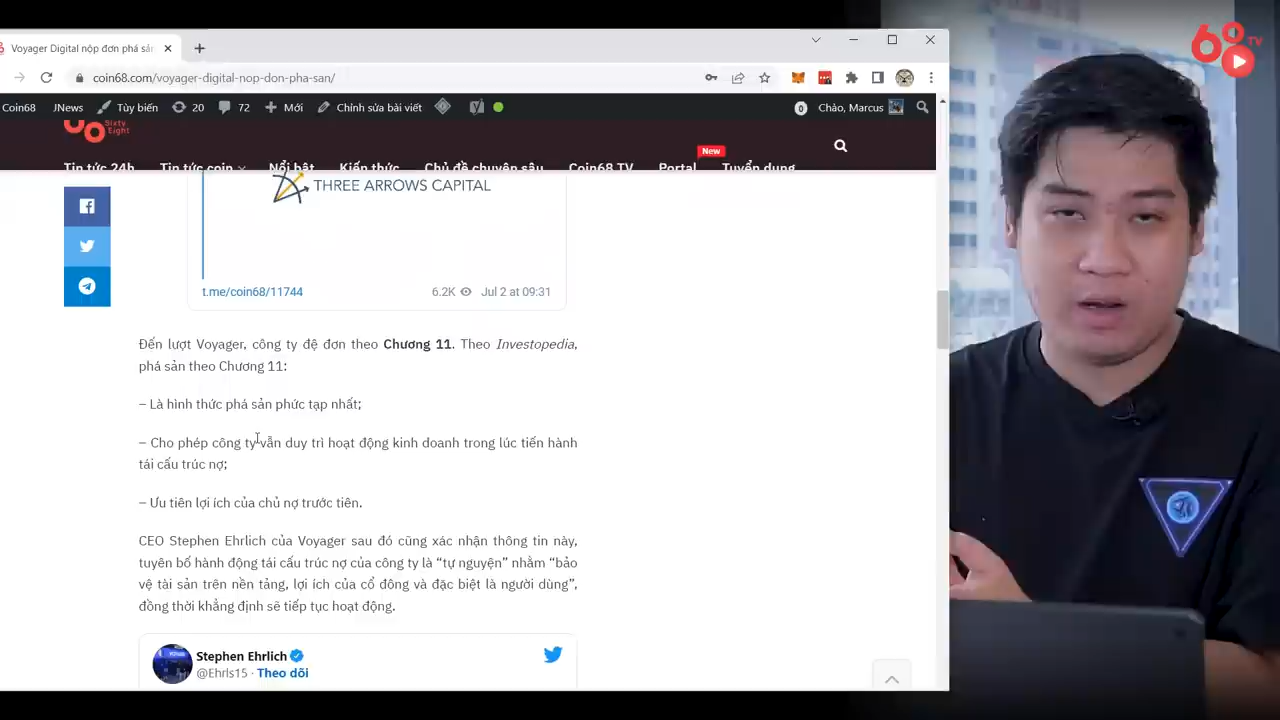 Voyager Digital nộp đơn phá sản
68 TV
coin68.com/voyager-digital-nop-don-pha-san/
Coin68 JNews Tùy biến 20 72 Mới Chỉnh sửa bài viết 0 Chào, Marcus
Sixty
Eight
New
Tin tức 24h Tin tức coin Nổi bật Kiến thức Chủ đề chuyên sâu Coin68 TV Portal Tuyển dụng
THREE ARROWS CAPITAL
t.me/coin68/11744 6.2K Jul 2 at 09:31
Đến lượt Voyager, công ty đệ đơn theo Chương 11. Theo Investopedia,
phá sản theo Chương 11:
– Là hình thức phá sản phức tạp nhất;
– Cho phép công ty vẫn duy trì hoạt động kinh doanh trong lúc tiến hành
tái cấu trúc nợ;
– Ưu tiên lợi ích của chủ nợ trước tiên.
CEO Stephen Ehrlich của Voyager sau đó cũng xác nhận thông tin này,
tuyên bố hành động tái cấu trúc nợ của công ty là “tự nguyện” nhằm “bảo
vệ tài sản trên nền tảng, lợi ích của cổ đông và đặc biệt là người dùng”,
đồng thời khẳng định sẽ tiếp tục hoạt động.
Stephen Ehrlich
@Ehrls15 · Theo dõi